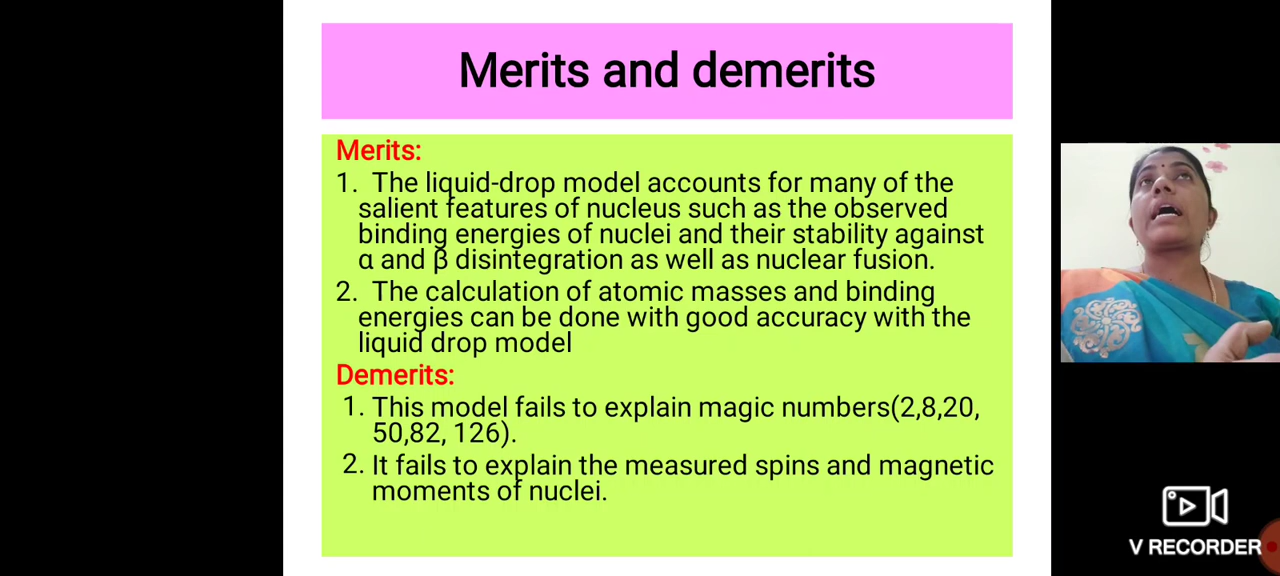 Merits and demerits
Merits:
1. The liquid-drop model accounts for many of the
salient features of nucleus such as the observed
binding energies of nuclei and their stability against
α and β disintegration as well as nuclear fusion.
2. The calculation of atomic masses and binding
energies can be done with good accuracy with the
liquid drop model
Demerits:
1. This model fails to explain magic numbers(2,8,20,
50,82, 126).
2. It fails to explain the measured spins and magnetic
moments of nuclei.
V RECORDER